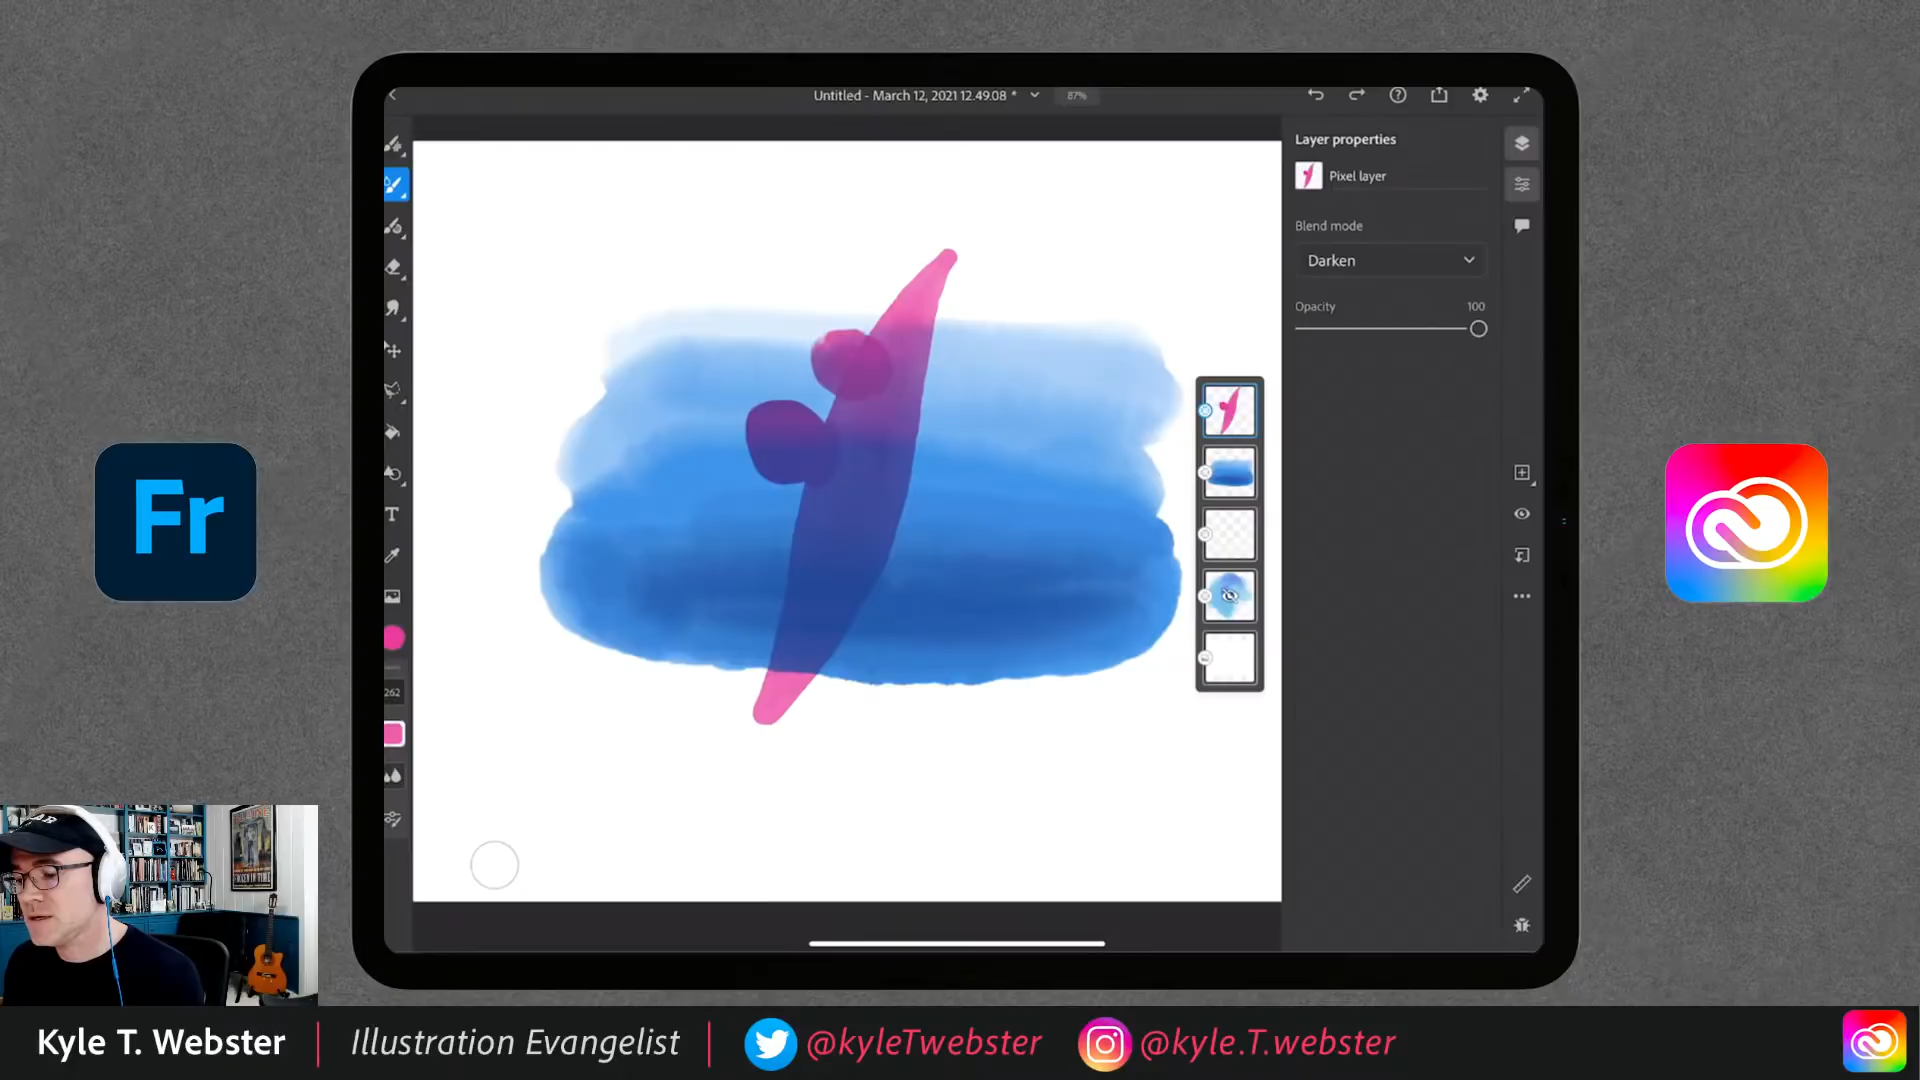 Untitled - March 12, 2021 12.49.08 *
87%
Layer properties
Pixel layer
Blend mode
Darken
Opacity
100
T
262
Fr
Kyle T. Webster
Illustration Evangelist
@kyleTwebster
@kyle.T.webster